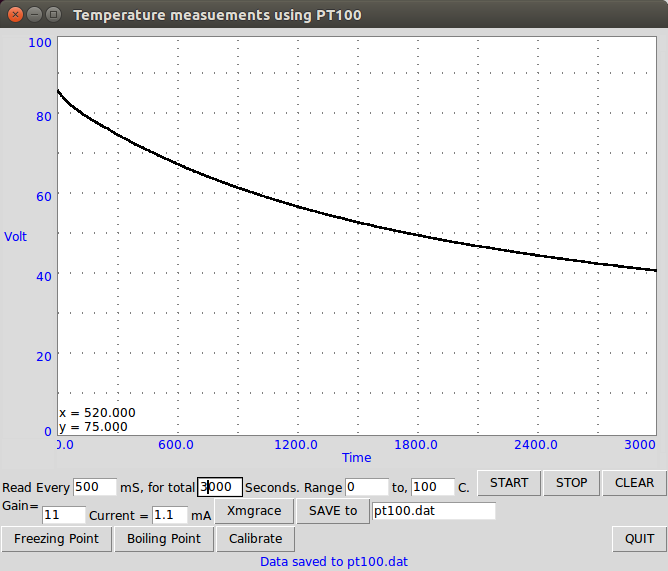 Temperature measuements using PT100
100
80
60
Volt
40
20
0
x = 520.000
y = 75.000
0.0 600.0 1200.0 1800.0 2400.0 3000
Time
Read Every 500 mS, for total 3000 Seconds. Range 0 to, 100 C. START STOP CLEAR
Gain= 11 Current = 1.1 mA Xmgrace SAVE to pt100.dat
Freezing Point Boiling Point Calibrate QUIT
Data saved to pt100.dat